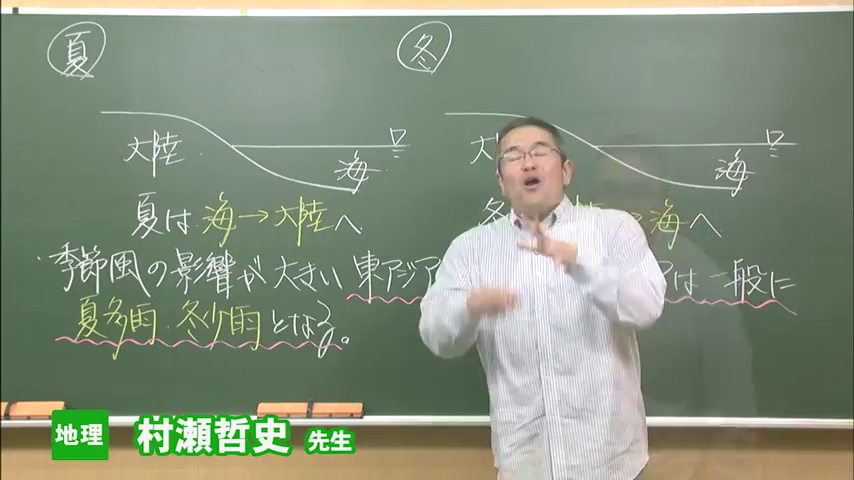 夏
冬
大陸
海
大
海
夏は 海→大陸へ
冬 海へ
季節風の影響が大きい 東アジア は 一般に
夏多雨、冬少雨となる。
地理 村瀬哲史 先生